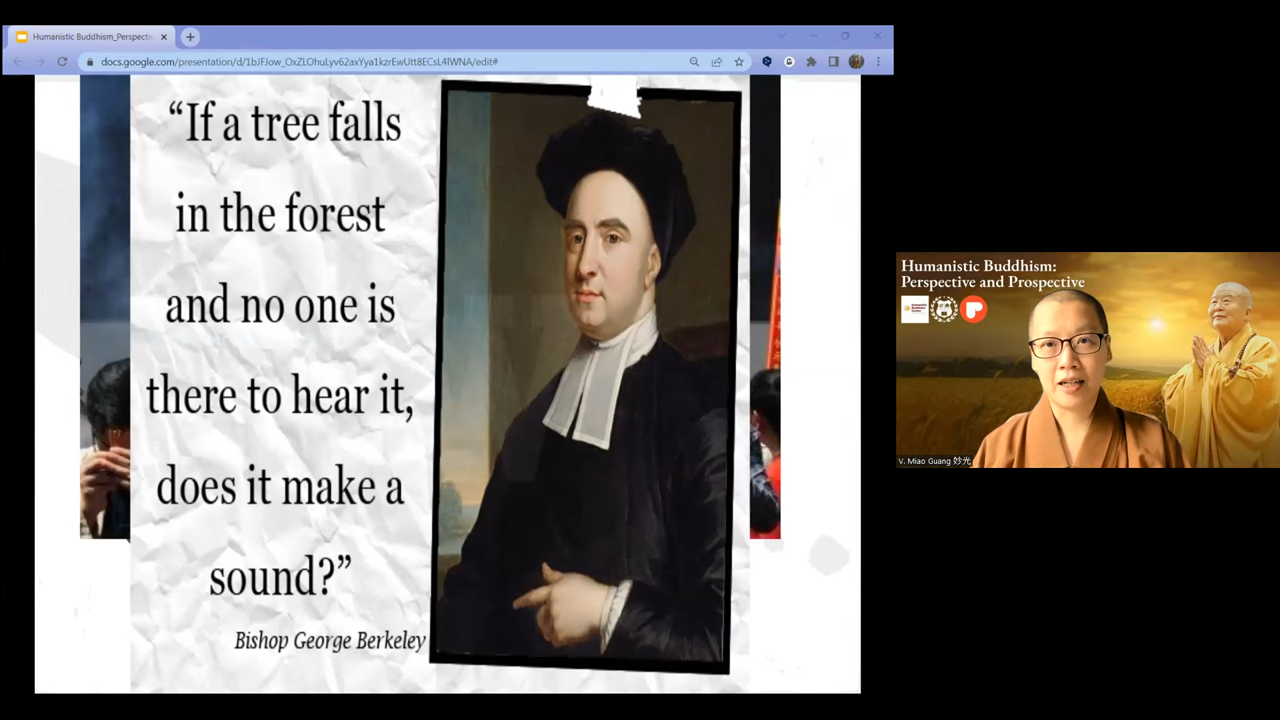 Humanistic Buddhism_Perspectiv
docs.google.com/presentation/d/1bJFJow_OxZLOhuLyv62axYya1kzrEwUtt8ECsL4lWNA/edit#
“If a tree falls
in the forest
and no one is
there to hear it,
does it make a
sound?”
Bishop George Berkeley
Humanistic Buddhism:
Perspective and Prospective
V. Miao Guang 妙光